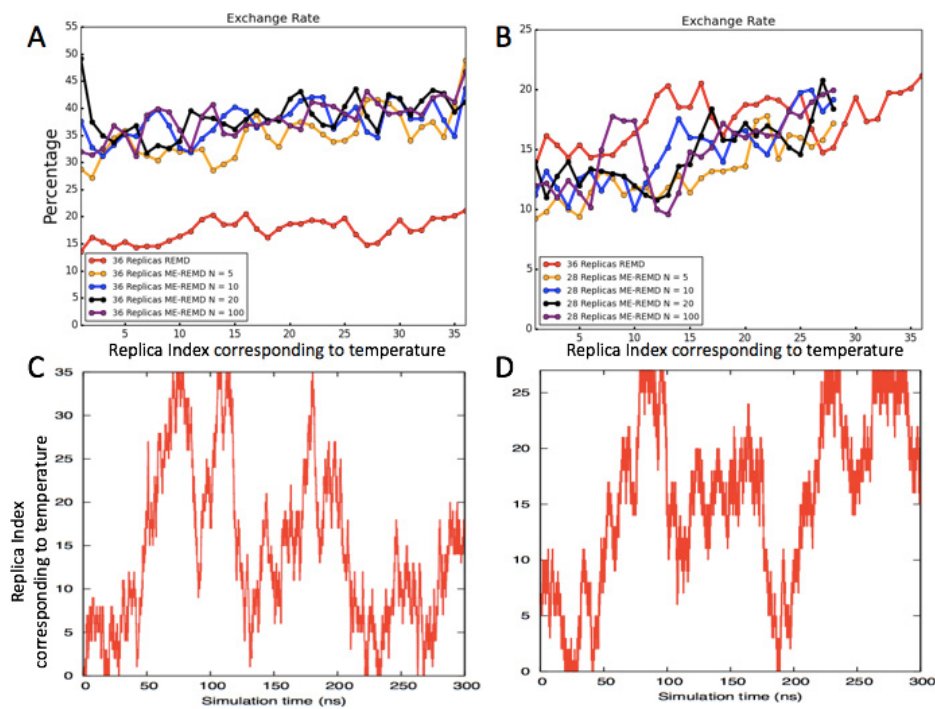 Exchange Rate
A
55
50
45
40
35
30
25
20
15
10
5
0
Percentage
36 Replicas REMD
36 Replicas ME-REMD N = 5
36 Replicas ME-REMD N = 10
36 Replicas ME-REMD N = 20
36 Replicas ME-REMD N = 100
5 10 15 20 25 30 35
Replica Index corresponding to temperature
Exchange Rate
B
25
20
15
10
5
0
36 Replicas REMD
28 Replicas ME-REMD N = 5
28 Replicas ME-REMD N = 10
28 Replicas ME-REMD N = 20
28 Replicas ME-REMD N = 100
5 10 15 20 25 30 35
Replica Index corresponding to temperature
C
35
30
25
20
15
10
5
0
Replica Index
corresponding to temperature
0 50 100 150 200 250 300
Simulation time (ns)
D
25
20
15
10
5
0
0 50 100 150 200 250 300
Simulation time (ns)